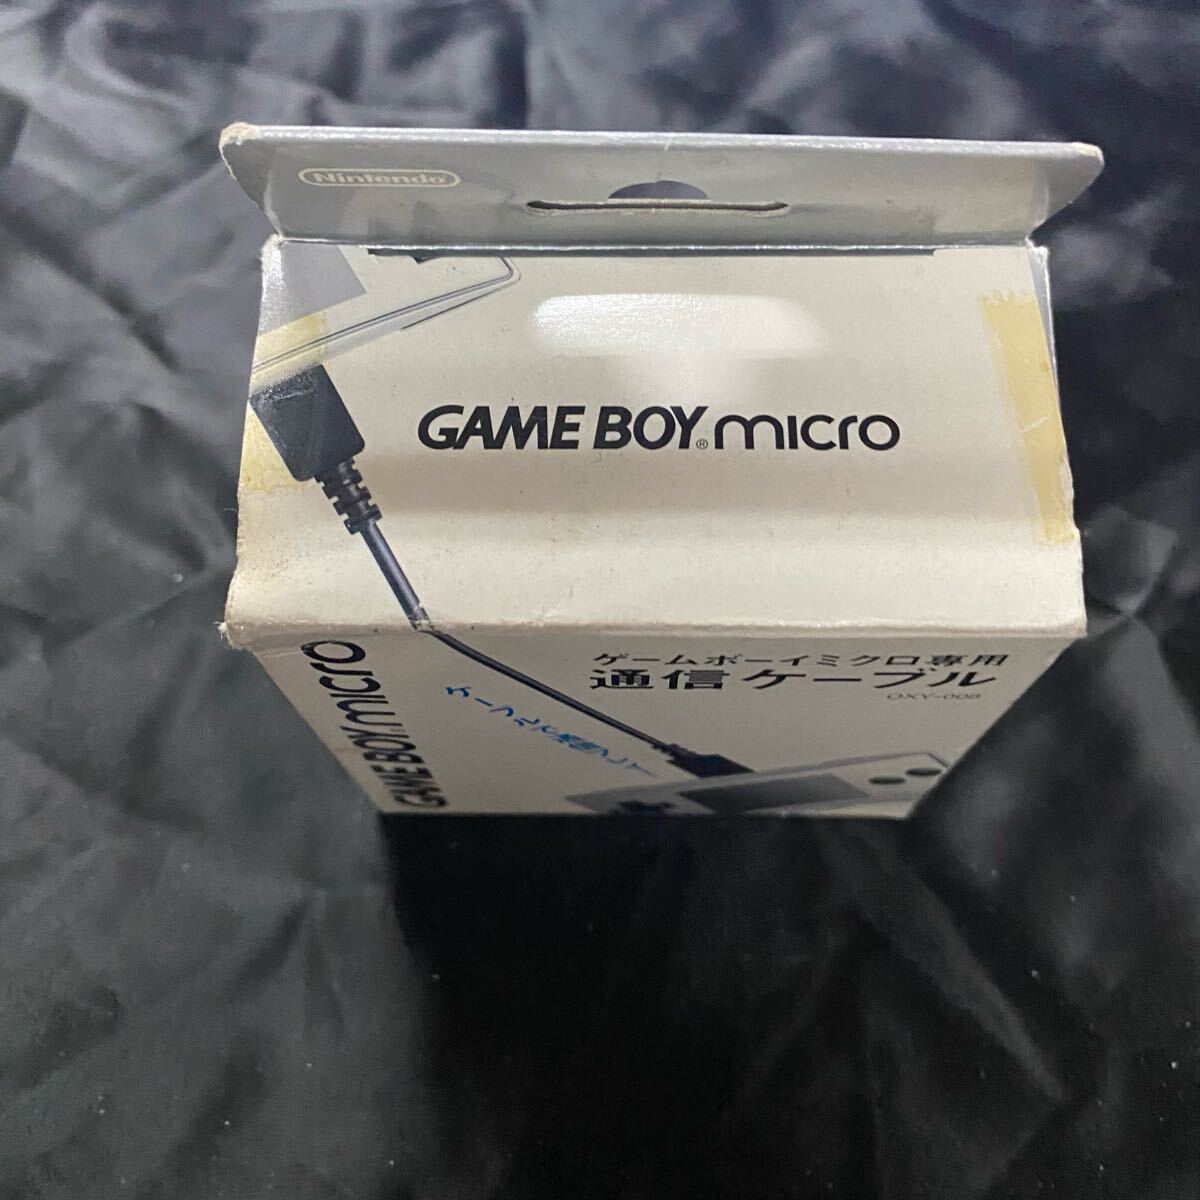 Nintendo
GAME BOY® micro
GAME BOY micro
ゲームボーイミクロ専用
通信ケーブル
OXY-008